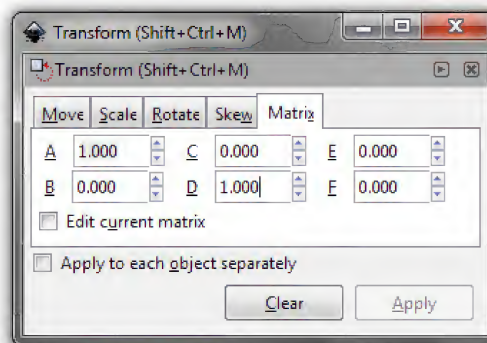 Transform (Shift+Ctrl+M)
Transform (Shift+Ctrl+M)
Move Scale Rotate Skew Matrix
A 1.000 C 0.000 E 0.000
B 0.000 D 1.000 F 0.000
Edit current matrix
Apply to each object separately
Clear Apply